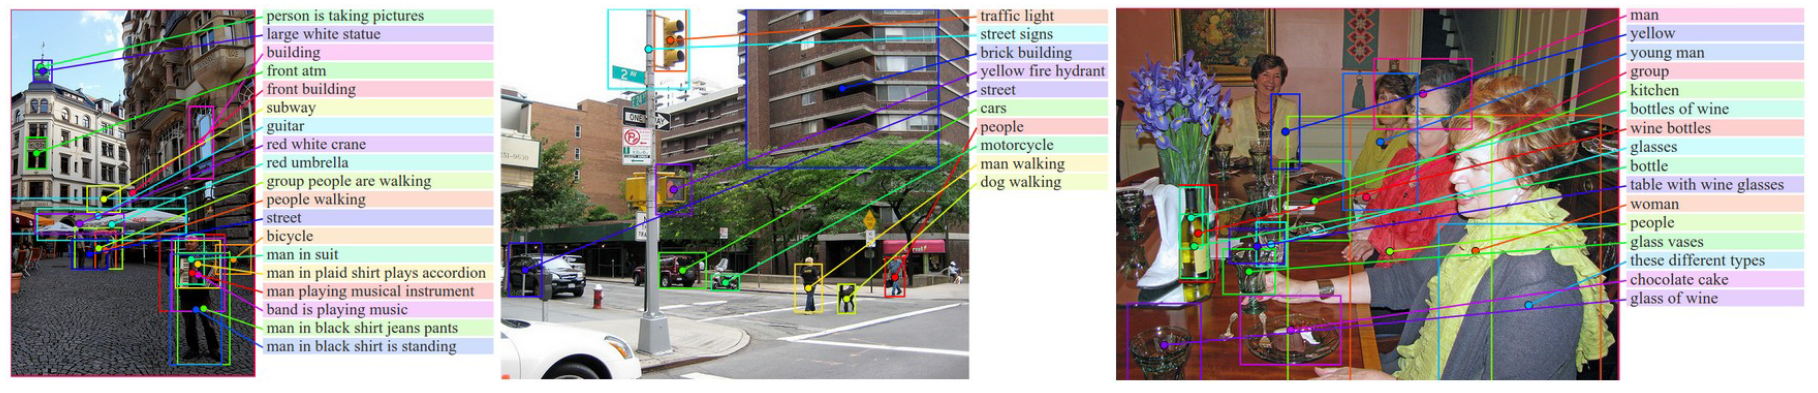 person is taking pictures
large white statue
building
front atm
front building
subway
guitar
red white crane
red umbrella
group people are walking
people walking
street
bicycle
man in suit
man in plaid shirt plays accordion
man playing musical instrument
band is playing music
man in black shirt jeans pants
man in black shirt is standing
2 AV
ONE WAY
traffic light
street signs
brick building
yellow fire hydrant
street
cars
people
motorcycle
man walking
dog walking
man
yellow
young man
group
kitchen
bottles of wine
wine bottles
glasses
bottle
table with wine glasses
woman
people
glass vases
these different types
chocolate cake
glass of wine